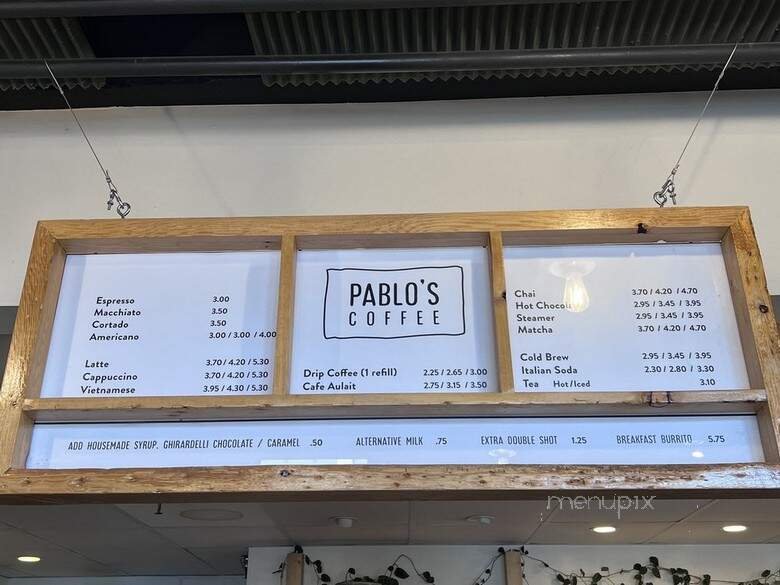 Espresso 3.00
Macchiato 3.50
Cortado 3.50
Americano 3.00 / 3.00 / 4.00
Latte 3.70 / 4.20 / 5.30
Cappuccino 3.70 / 4.20 / 5.30
Vietnamese 3.95 / 4.30 / 5.30
PABLO'S
COFFEE
Drip Coffee (1 refill) 2.25 / 2.65 / 3.00
Cafe Aulait 2.75 / 3.15 / 3.50
Chai 3.70 / 4.20 / 4.70
Hot 2.95 / 3.45 / 3.95
Steamer 2.95 / 3.45 / 3.95
Matcha 3.70 / 4.20 / 4.70
Cold Brew 2.95 / 3.45 / 3.95
Italian Soda 2.30 / 2.80 / 3.30
Tea Hot/Iced 3.10
ADD HOUSEMADE SYRUP, GHIRARDELLI CHOCOLATE / CARAMEL .50 ALTERNATIVE MILK .75 EXTRA DOUBLE SHOT 1.25 BREAKFAST BURRITO 5.75
menupix